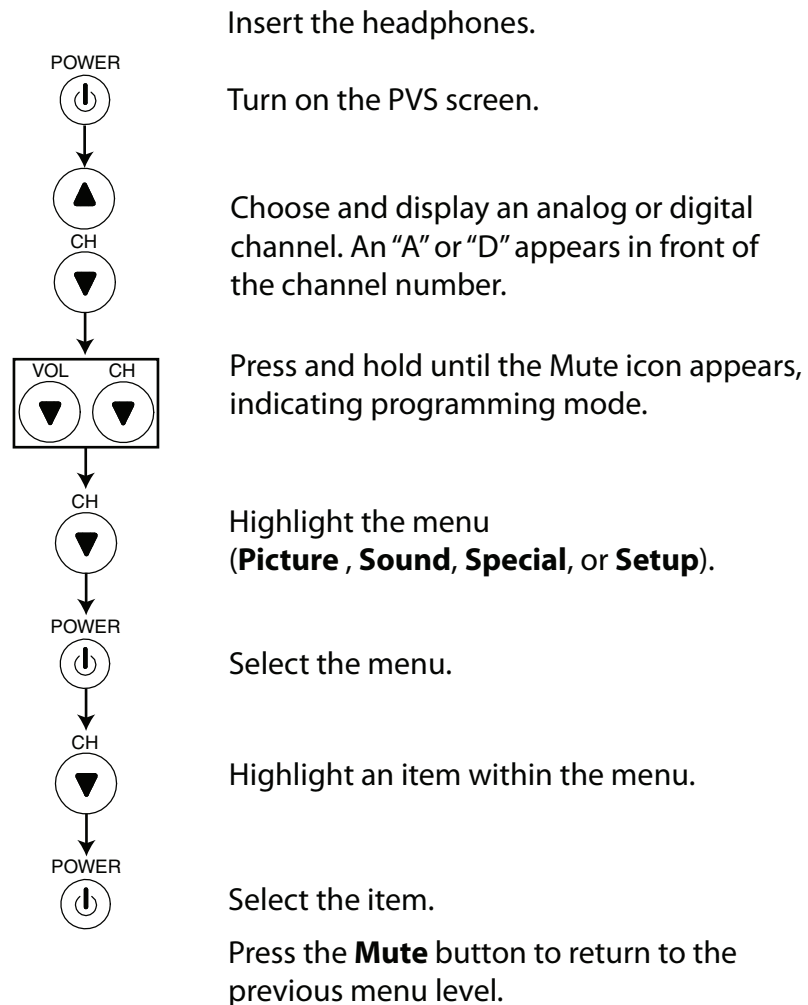 Insert the headphones.
POWER
Turn on the PVS screen.
Choose and display an analog or digital
CH
channel. An “A” or “D” appears in front of
the channel number.
VOL CH
Press and hold until the Mute icon appears,
indicating programming mode.
CH
Highlight the menu
(Picture , Sound, Special, or Setup).
POWER
Select the menu.
CH
Highlight an item within the menu.
POWER
Select the item.
Press the Mute button to return to the
previous menu level.